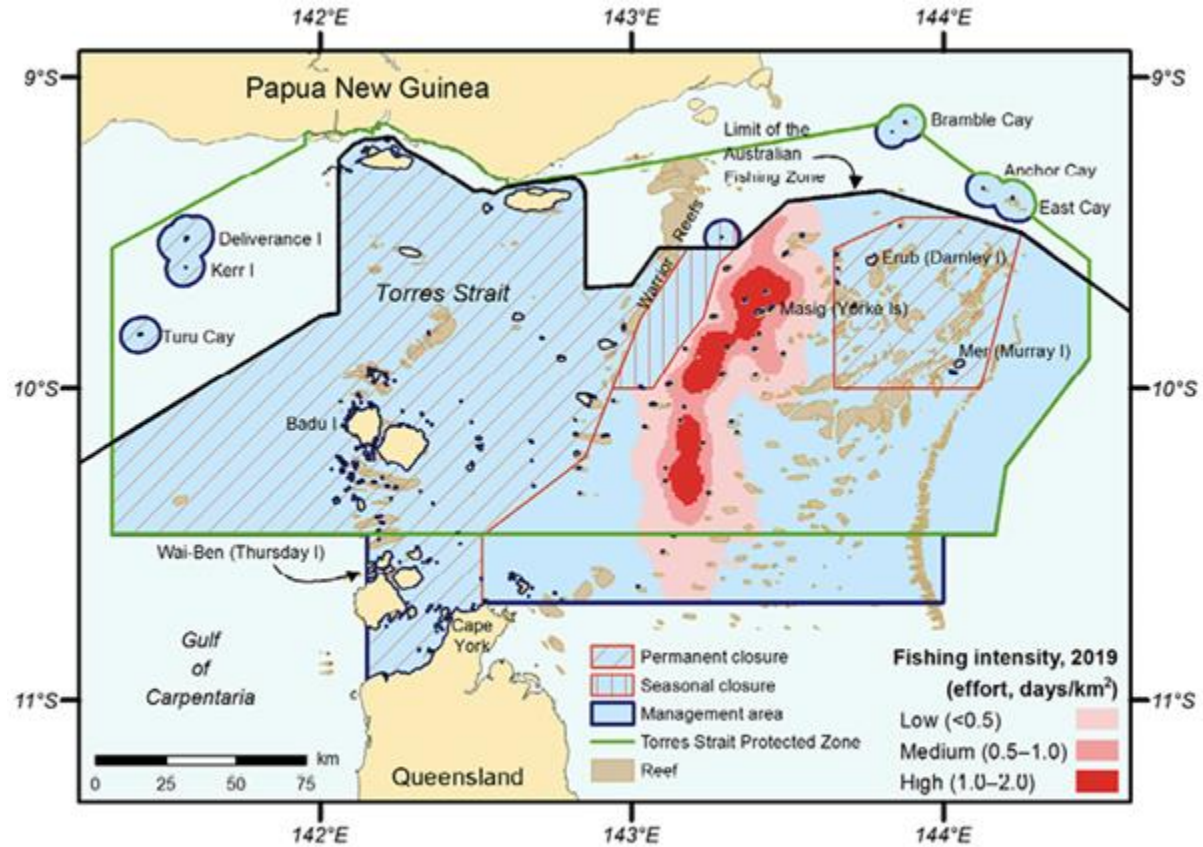 142°E
143°E
144°E
9°S
9°S
Papua New Guinea
Bramble Cay
Limit of the
Australian
Fishing Zone
Anchor Cay
East Cay
Deliverance I
Kerr I
Warrior Reefs
Erub (Darnley I)
Torres Strait
Masig (Yorke Is)
Turu Cay
Mer (Murray I)
10°S
10°S
Badu I
Wai-Ben (Thursday I)
Cape
York
Gulf
of
Carpentaria
Permanent closure
Seasonal closure
Management area
Torres Strait Protected Zone
Reef
Fishing intensity, 2019
(effort, days/km²)
Low (<0.5)
Medium (0.5–1.0)
High (1.0–2.0)
11°S
11°S
km
0 25 50 75
Queensland
142°E
143°E
144°E